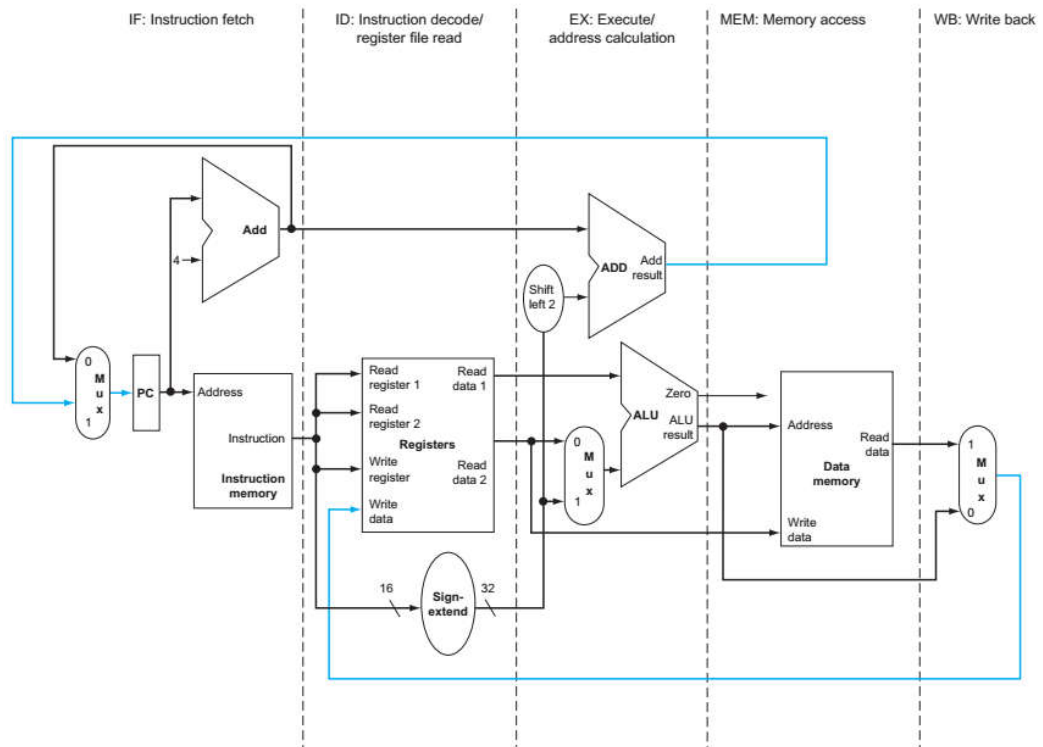 IF: Instruction fetch
ID: Instruction decode/
register file read
EX: Execute/
address calculation
MEM: Memory access
WB: Write back
Add
4
ADD
Add
result
Shift
left 2
0
M
u
x
1
PC
Address
Instruction
Instruction
memory
Read
register 1
Read
register 2
Write
register
Write
data
Registers
Read
data 1
Read
data 2
0
M
u
x
1
ALU
Zero
ALU
result
Address
Read
data
Data
memory
Write
data
1
M
u
x
0
16
Sign-
extend
32